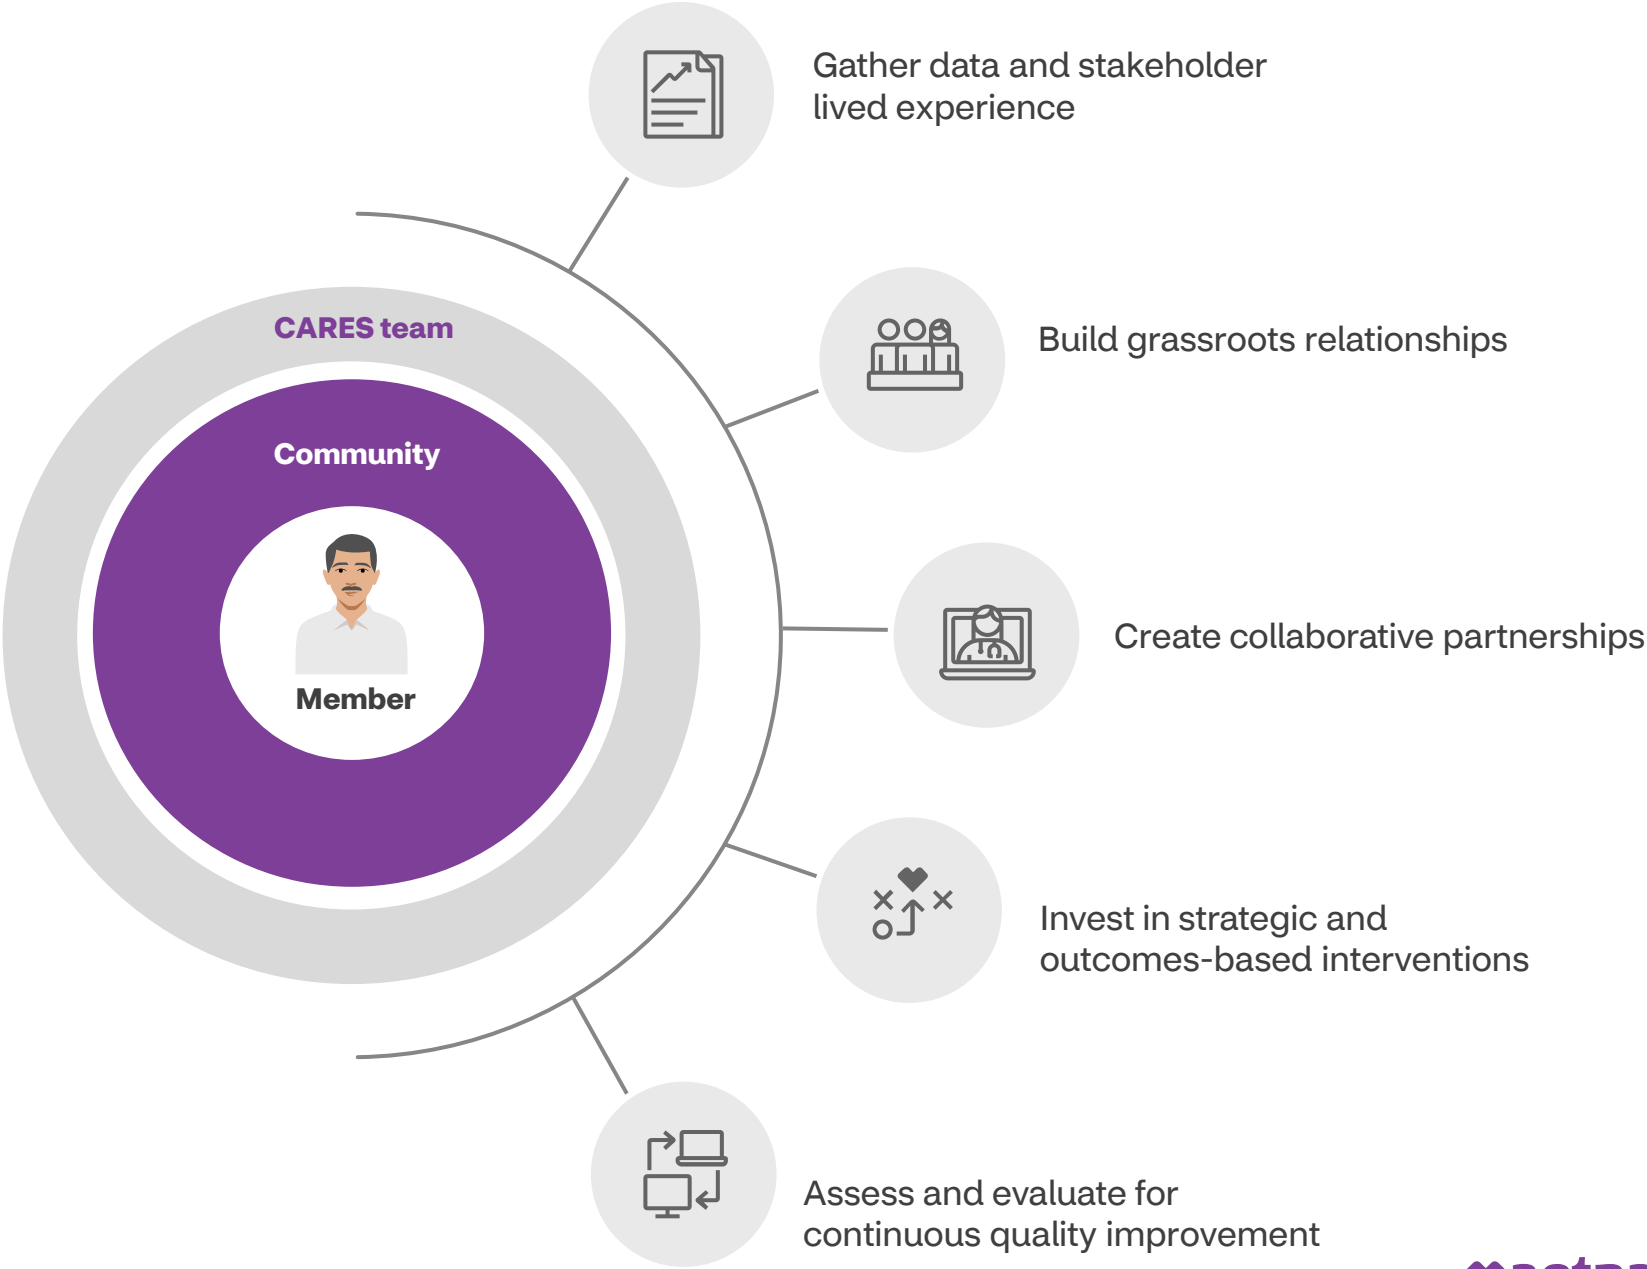 Gather data and stakeholder
lived experience
CARES team
Build grassroots relationships
Community
Member
Create collaborative partnerships
Invest in strategic and
outcomes-based interventions
Assess and evaluate for
continuous quality improvement